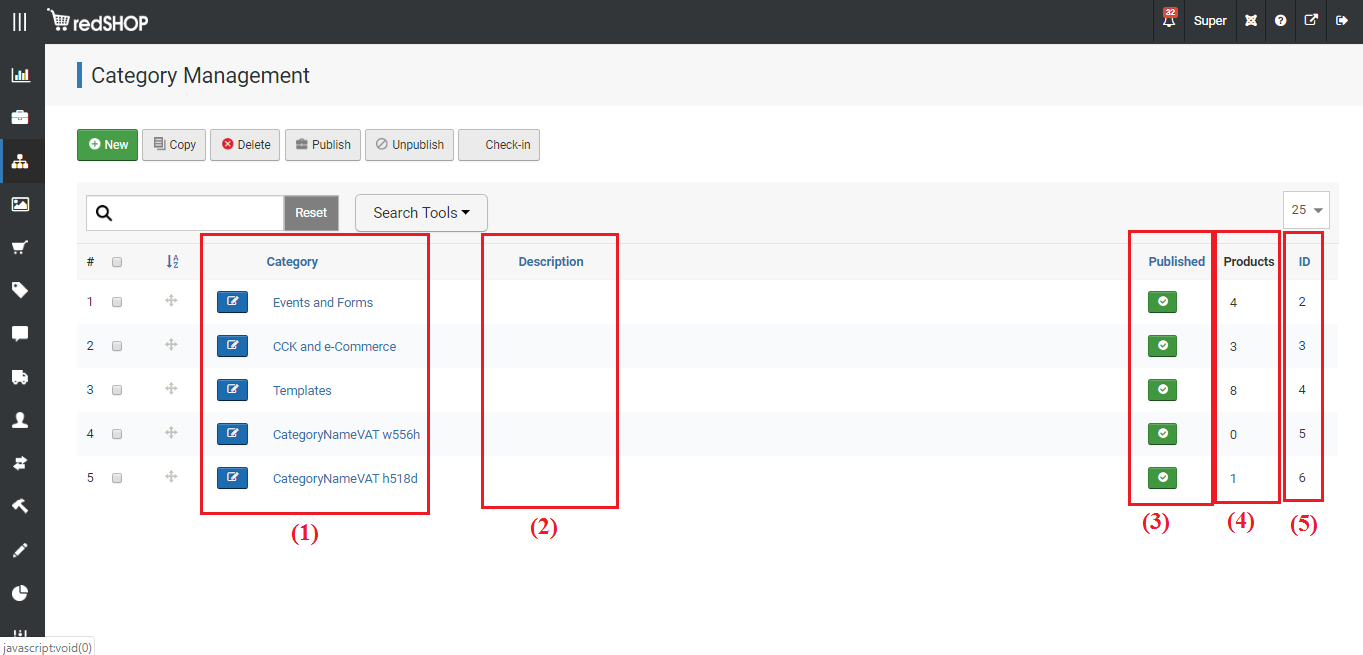 redSHOP
32
Super
Category Management
New Copy Delete Publish Unpublish Check-in
Reset Search Tools 25
# Category Description Published Products ID
1 Events and Forms 4 2
2 CCK and e-Commerce 3 3
3 Templates 8 4
4 CategoryNameVAT w556h 0 5
5 CategoryNameVAT h518d 1 6
(1) (2) (3) (4) (5)
javascript:void(0)